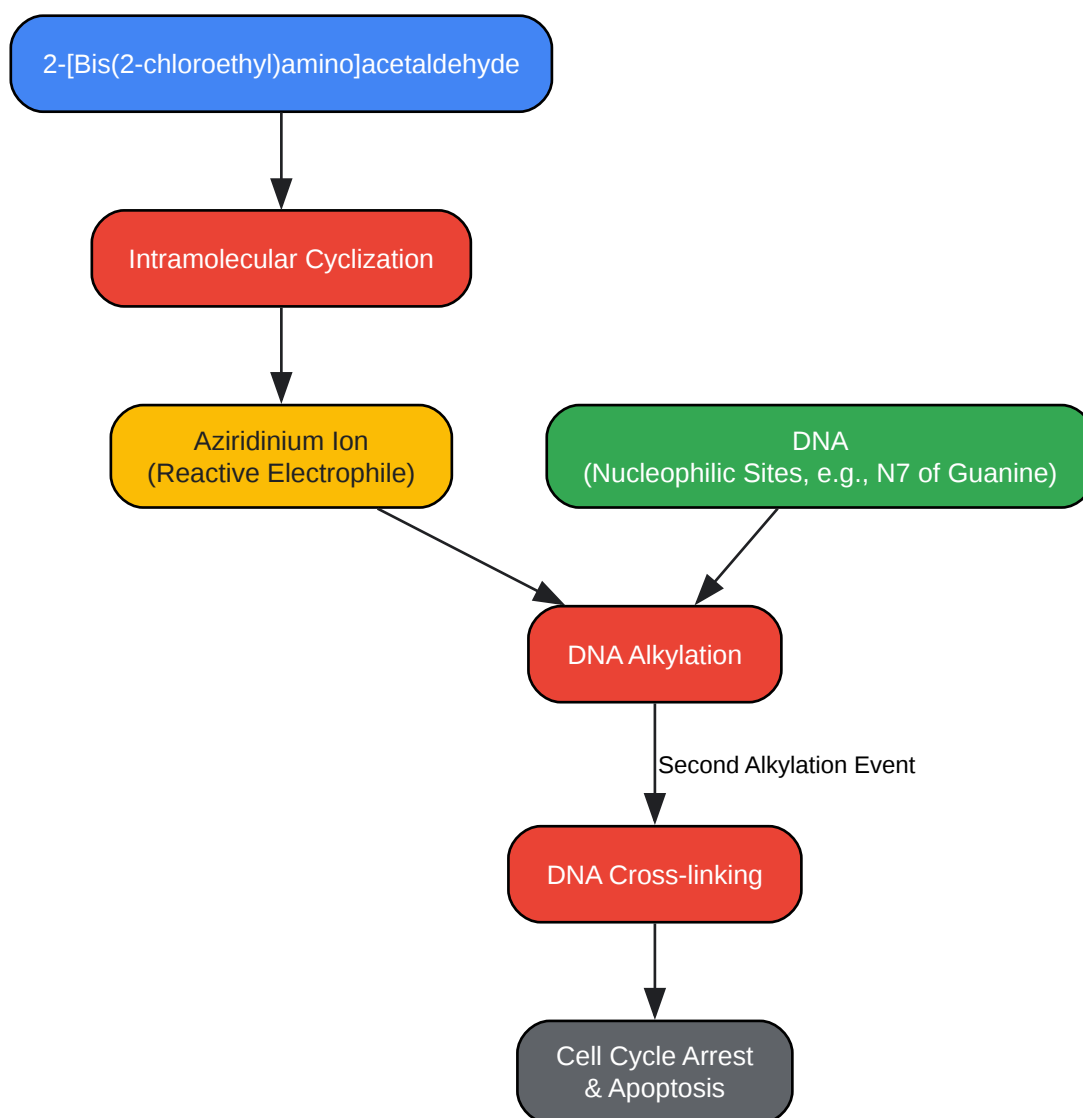 2-[Bis(2-chloroethyl)amino]acetaldehyde
Intramolecular Cyclization
Aziridinium Ion
(Reactive Electrophile)
DNA
(Nucleophilic Sites, e.g., N7 of Guanine)
DNA Alkylation
Second Alkylation Event
DNA Cross-linking
Cell Cycle Arrest
& Apoptosis